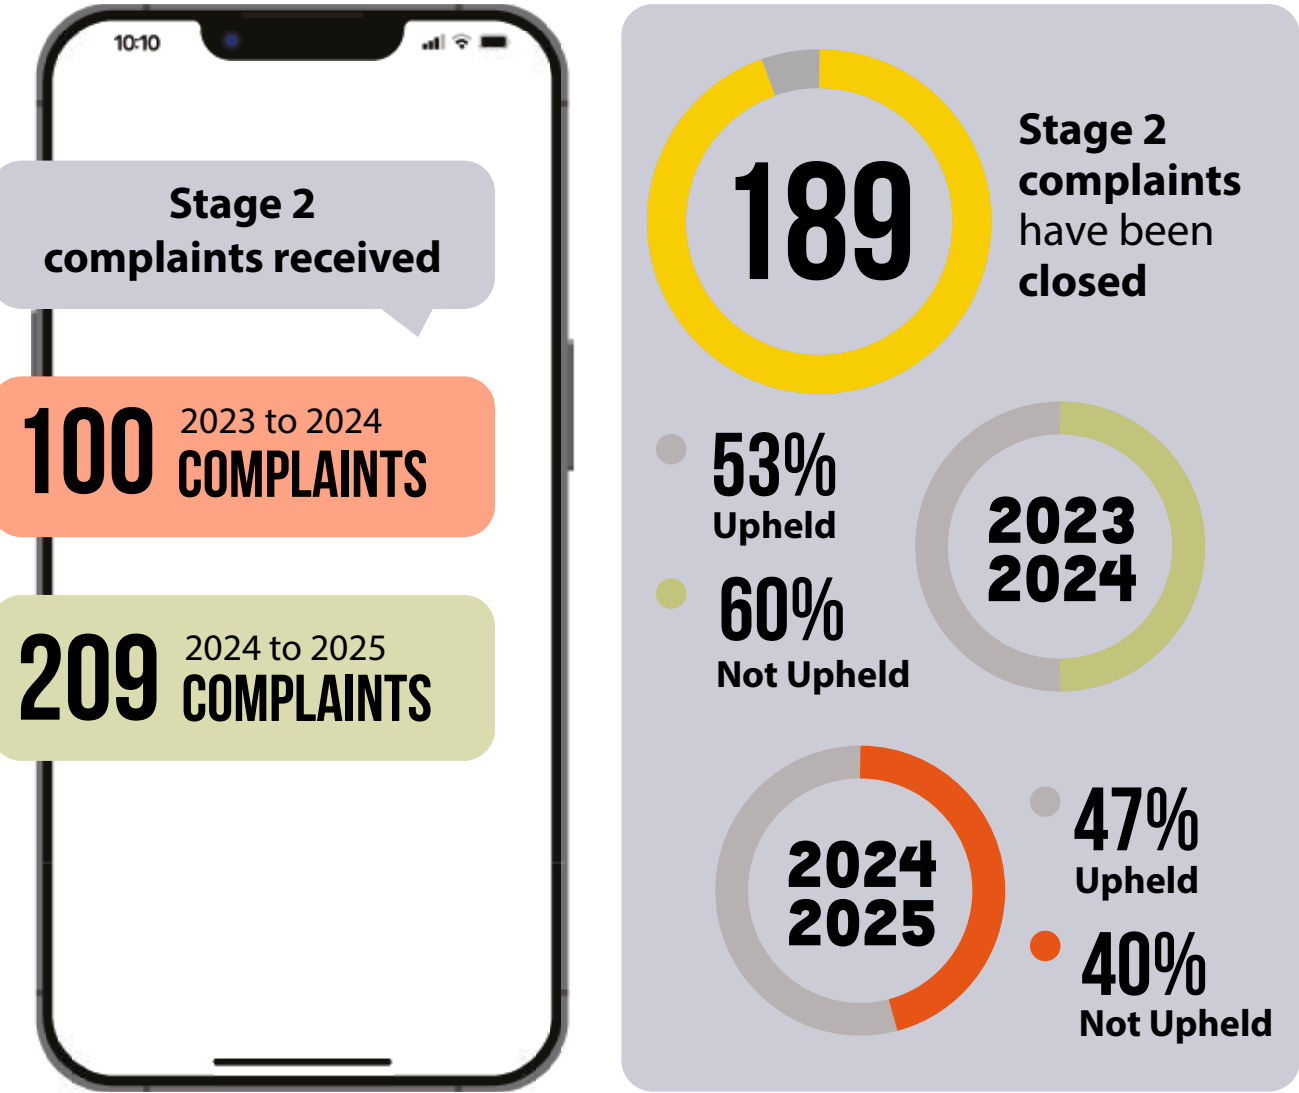 10:10
Stage 2
complaints received
100
2023 to 2024
COMPLAINTS
209
2024 to 2025
COMPLAINTS
189
Stage 2
complaints
have been
closed
53%
Upheld
60%
Not Upheld
2023
2024
2024
2025
47%
Upheld
40%
Not Upheld